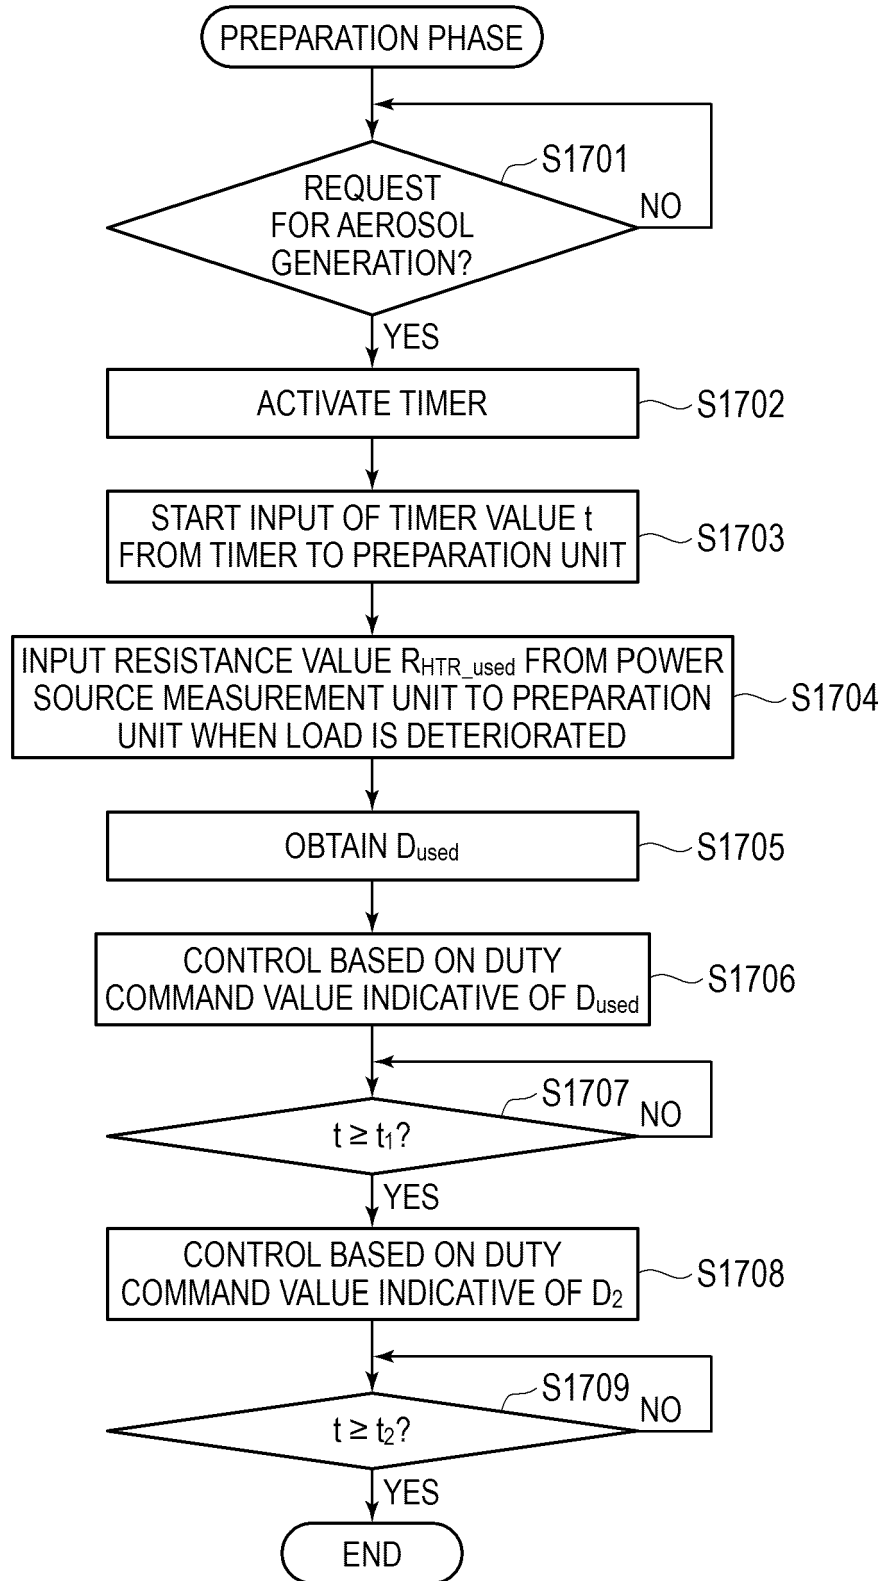 PREPARATION PHASE
S1701
REQUEST
FOR AEROSOL
GENERATION?
NO
YES
ACTIVATE TIMER
S1702
START INPUT OF TIMER VALUE t
FROM TIMER TO PREPARATION UNIT
S1703
INPUT RESISTANCE VALUE RHTR_used FROM POWER
SOURCE MEASUREMENT UNIT TO PREPARATION
UNIT WHEN LOAD IS DETERIORATED
S1704
OBTAIN Dused
S1705
CONTROL BASED ON DUTY
COMMAND VALUE INDICATIVE OF Dused
S1706
S1707
t ≥ t1?
NO
YES
CONTROL BASED ON DUTY
COMMAND VALUE INDICATIVE OF D2
S1708
S1709
t ≥ t2?
NO
YES
END